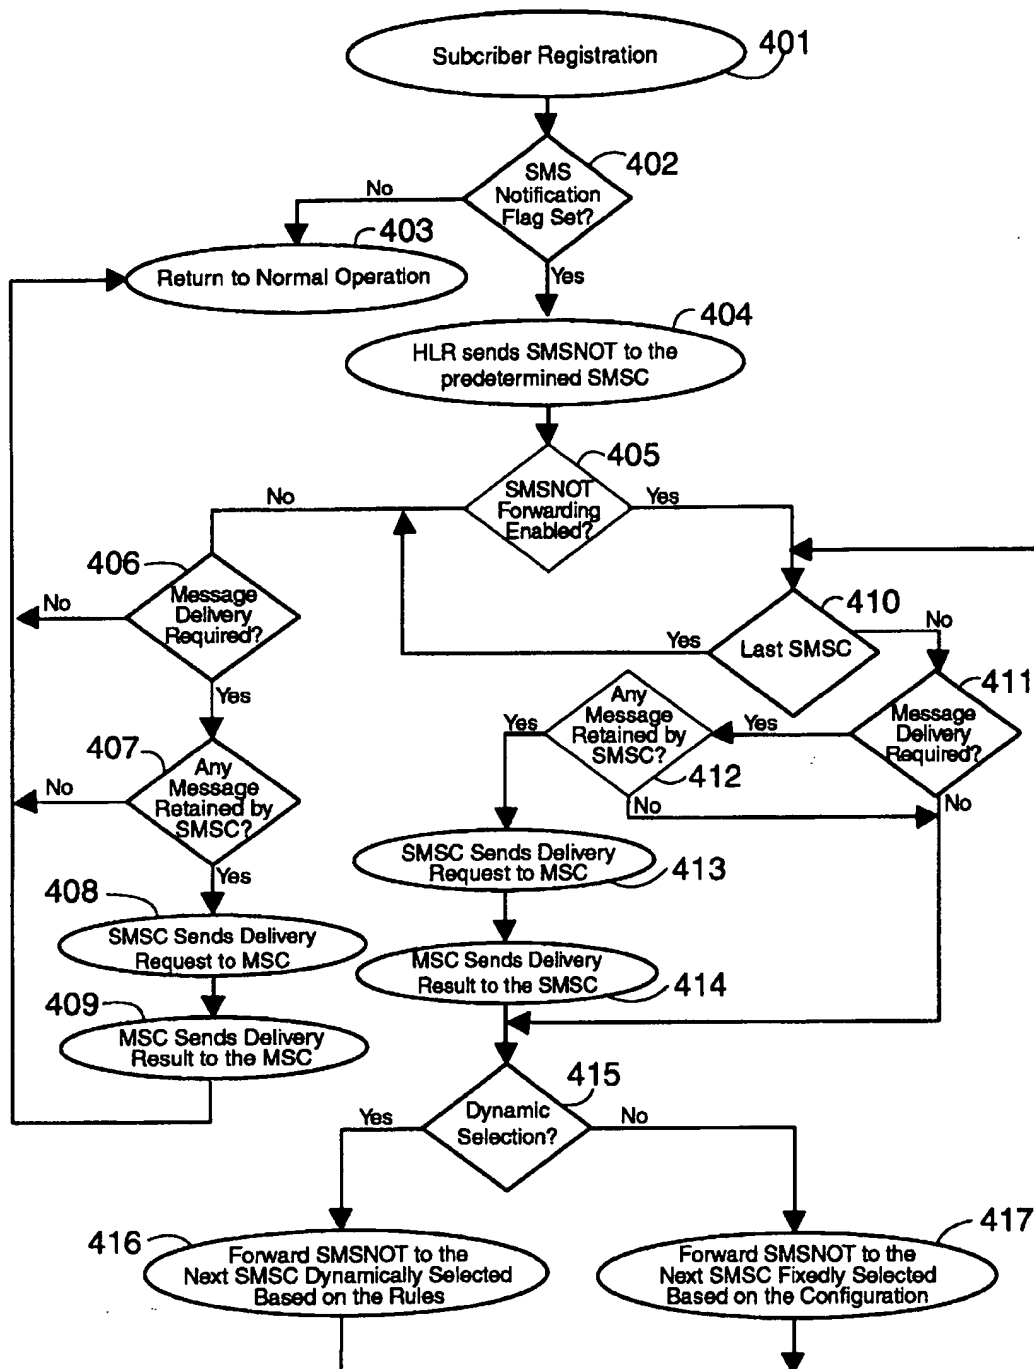 Subcriber Registration
401
SMS
Notification
Flag Set?
402
No
403
Return to Normal Operation
Yes
404
HLR sends SMSNOT to the
predetermined SMSC
405
SMSNOT
Forwarding
Enabled?
No
Yes
406
Message
Delivery
Required?
No
Yes
410
Last SMSC
Yes
No
411
Message
Delivery
Required?
Yes
No
Any
Message
Retained by
SMSC?
412
Yes
No
407
Any
Message
Retained by
SMSC?
No
Yes
SMSC Sends Delivery
Request to MSC
413
408
SMSC Sends Delivery
Request to MSC
MSC Sends Delivery
Result to the SMSC
414
409
MSC Sends Delivery
Result to the MSC
415
Dynamic
Selection?
Yes
No
416
Forward SMSNOT to the
Next SMSC Dynamically Selected
Based on the Rules
417
Forward SMSNOT to the
Next SMSC Fixedly Selected
Based on the Configuration